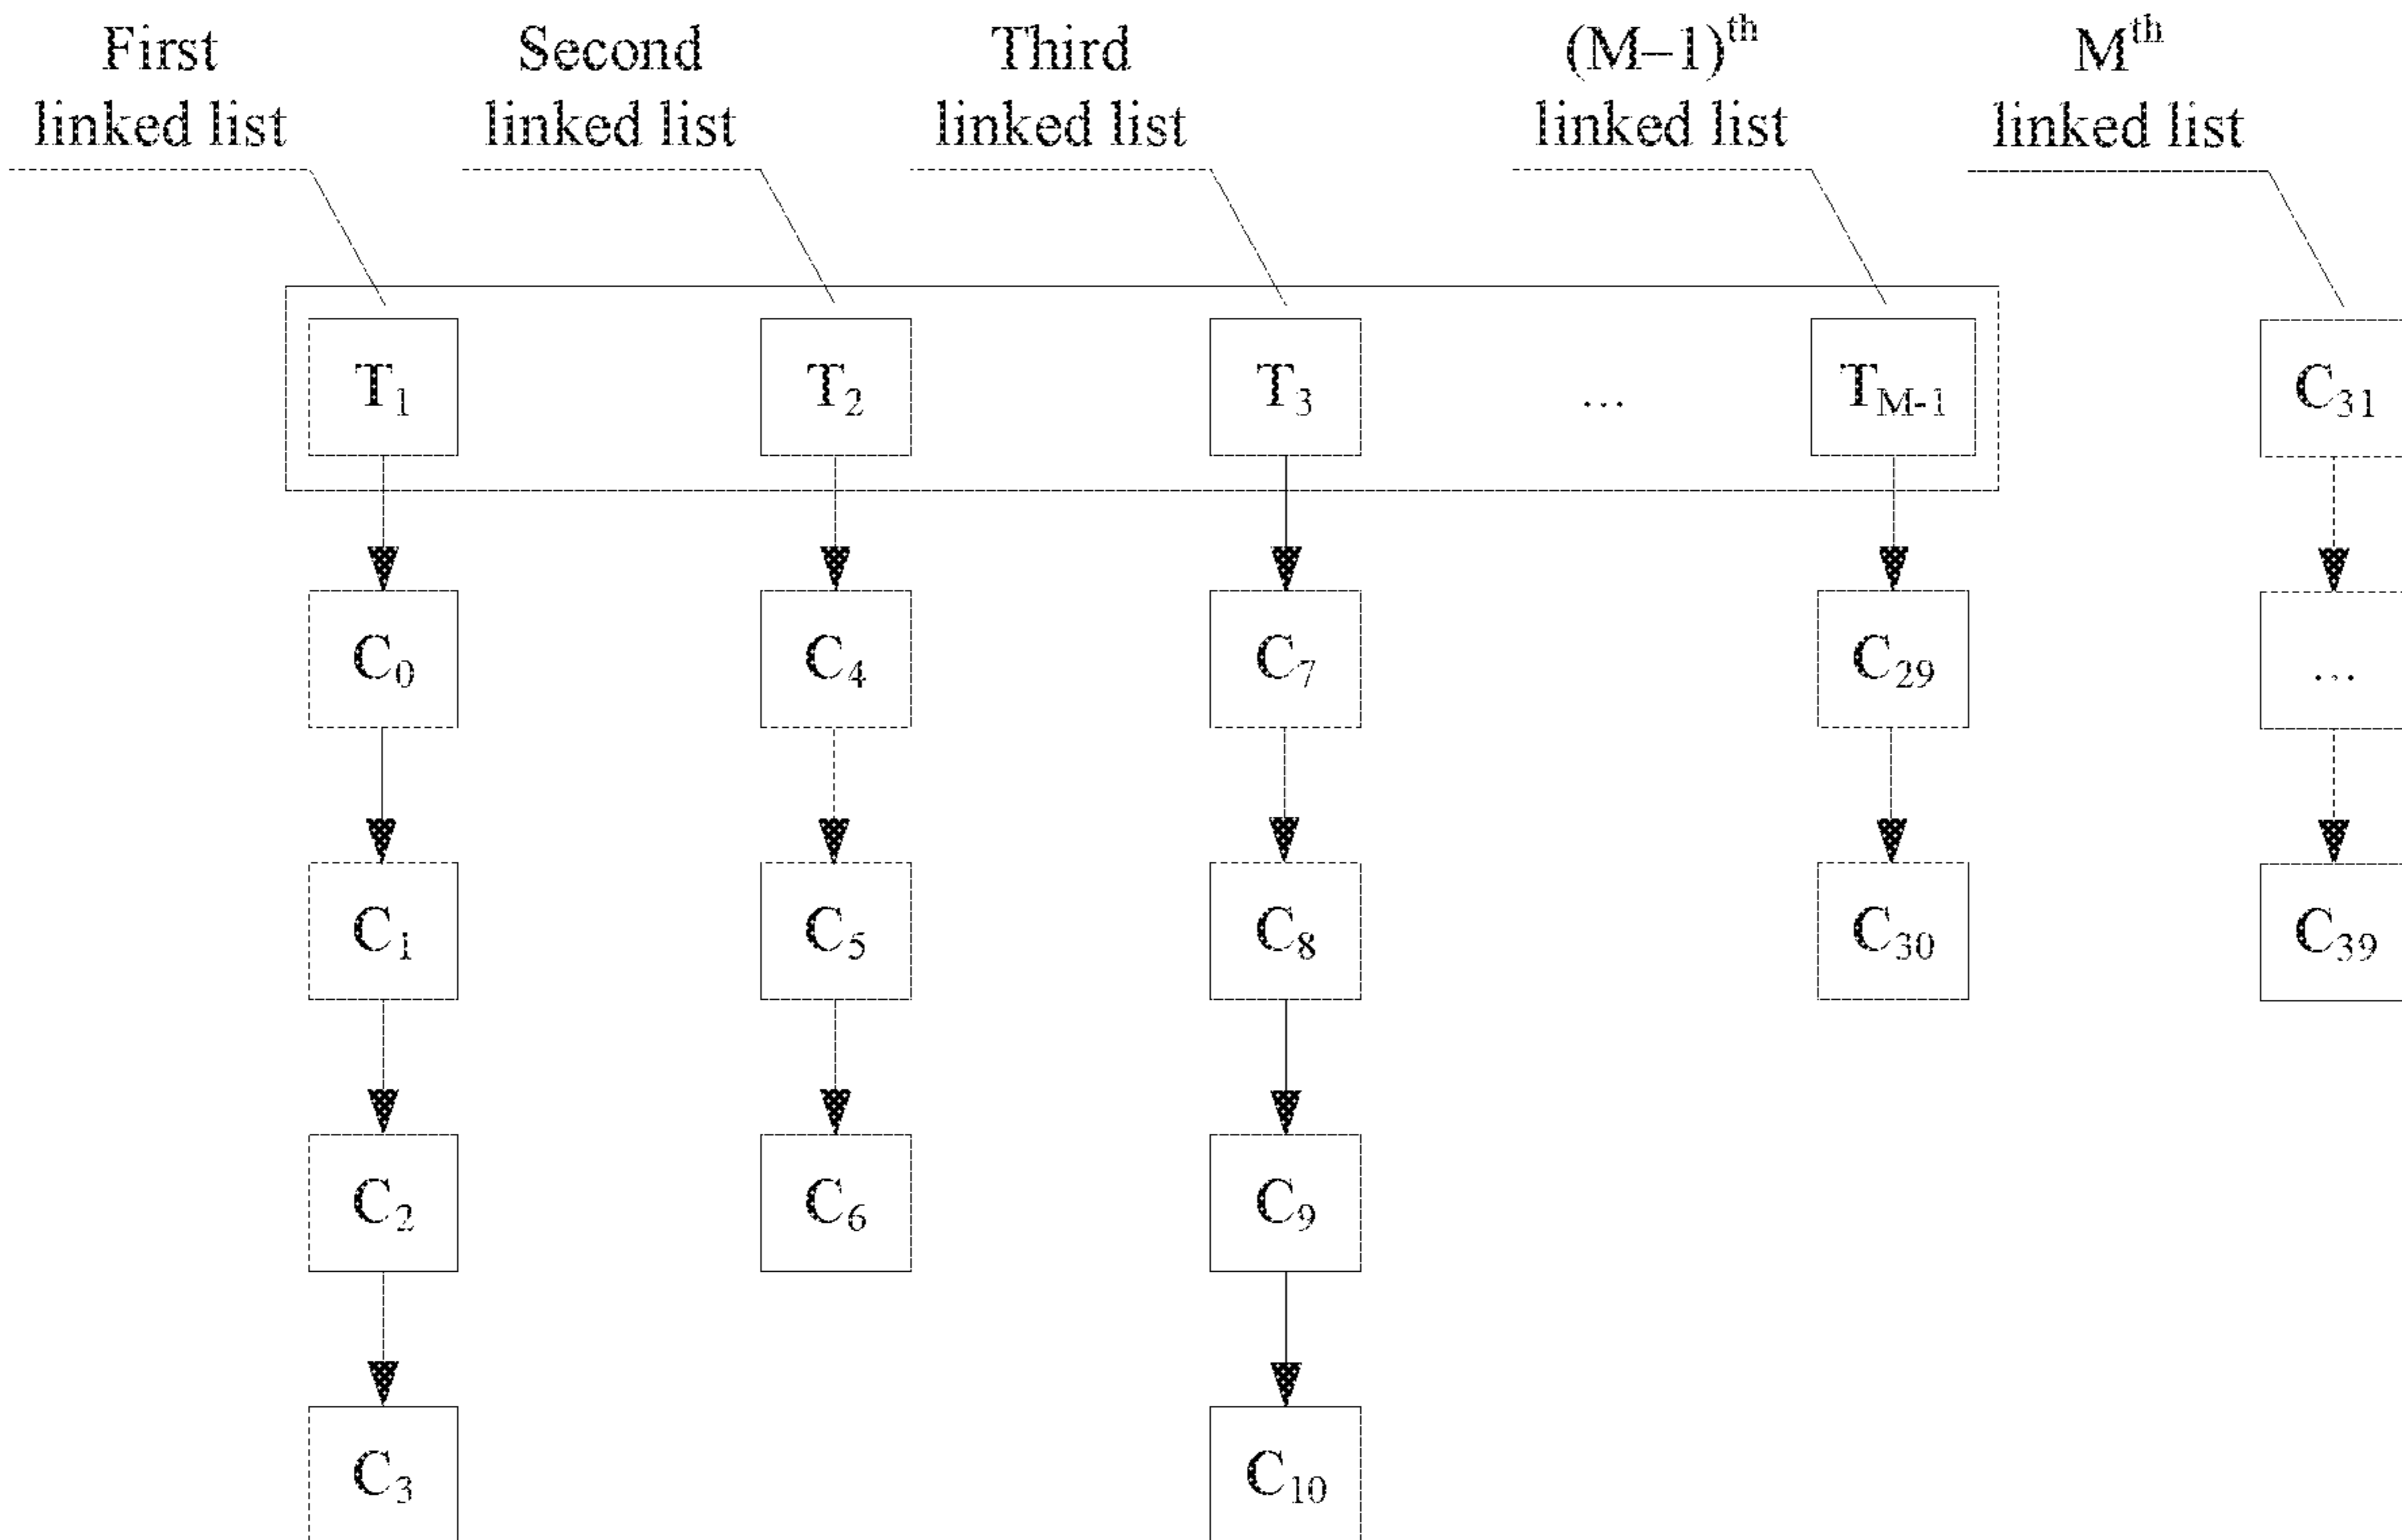 First
linked list
Second
linked list
Third
linked list
(M–1)th
linked list
Mth
linked list
T1
T2
T3
...
TM-1
C31
C0
C4
C7
C29
...
C1
C5
C8
C30
C39
C2
C6
C9
C3
C10